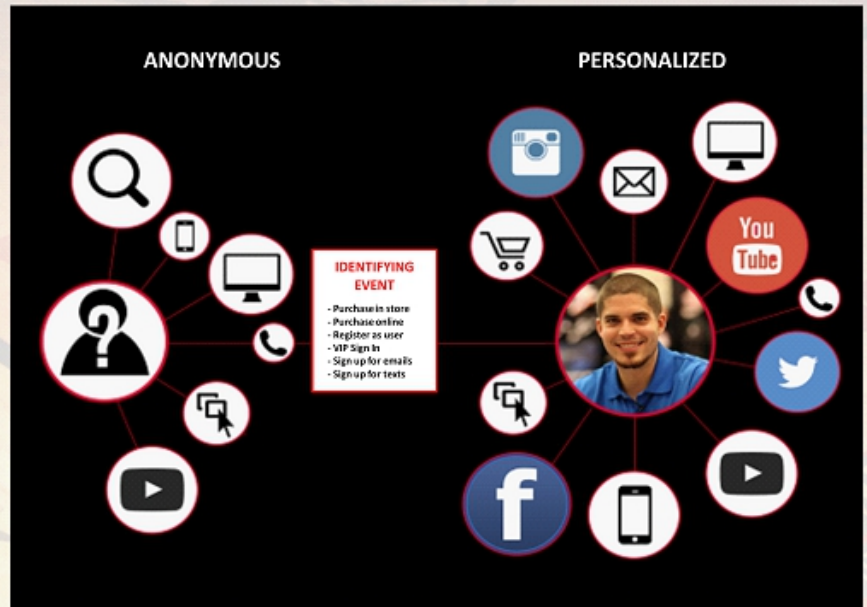 ANONYMOUS
PERSONALIZED
IDENTIFYING
EVENT
- Purchase in store
- Purchase online
- Register as user
- VIP Sign In
- Sign up for emails
- Sign up for texts
You
Tube
f